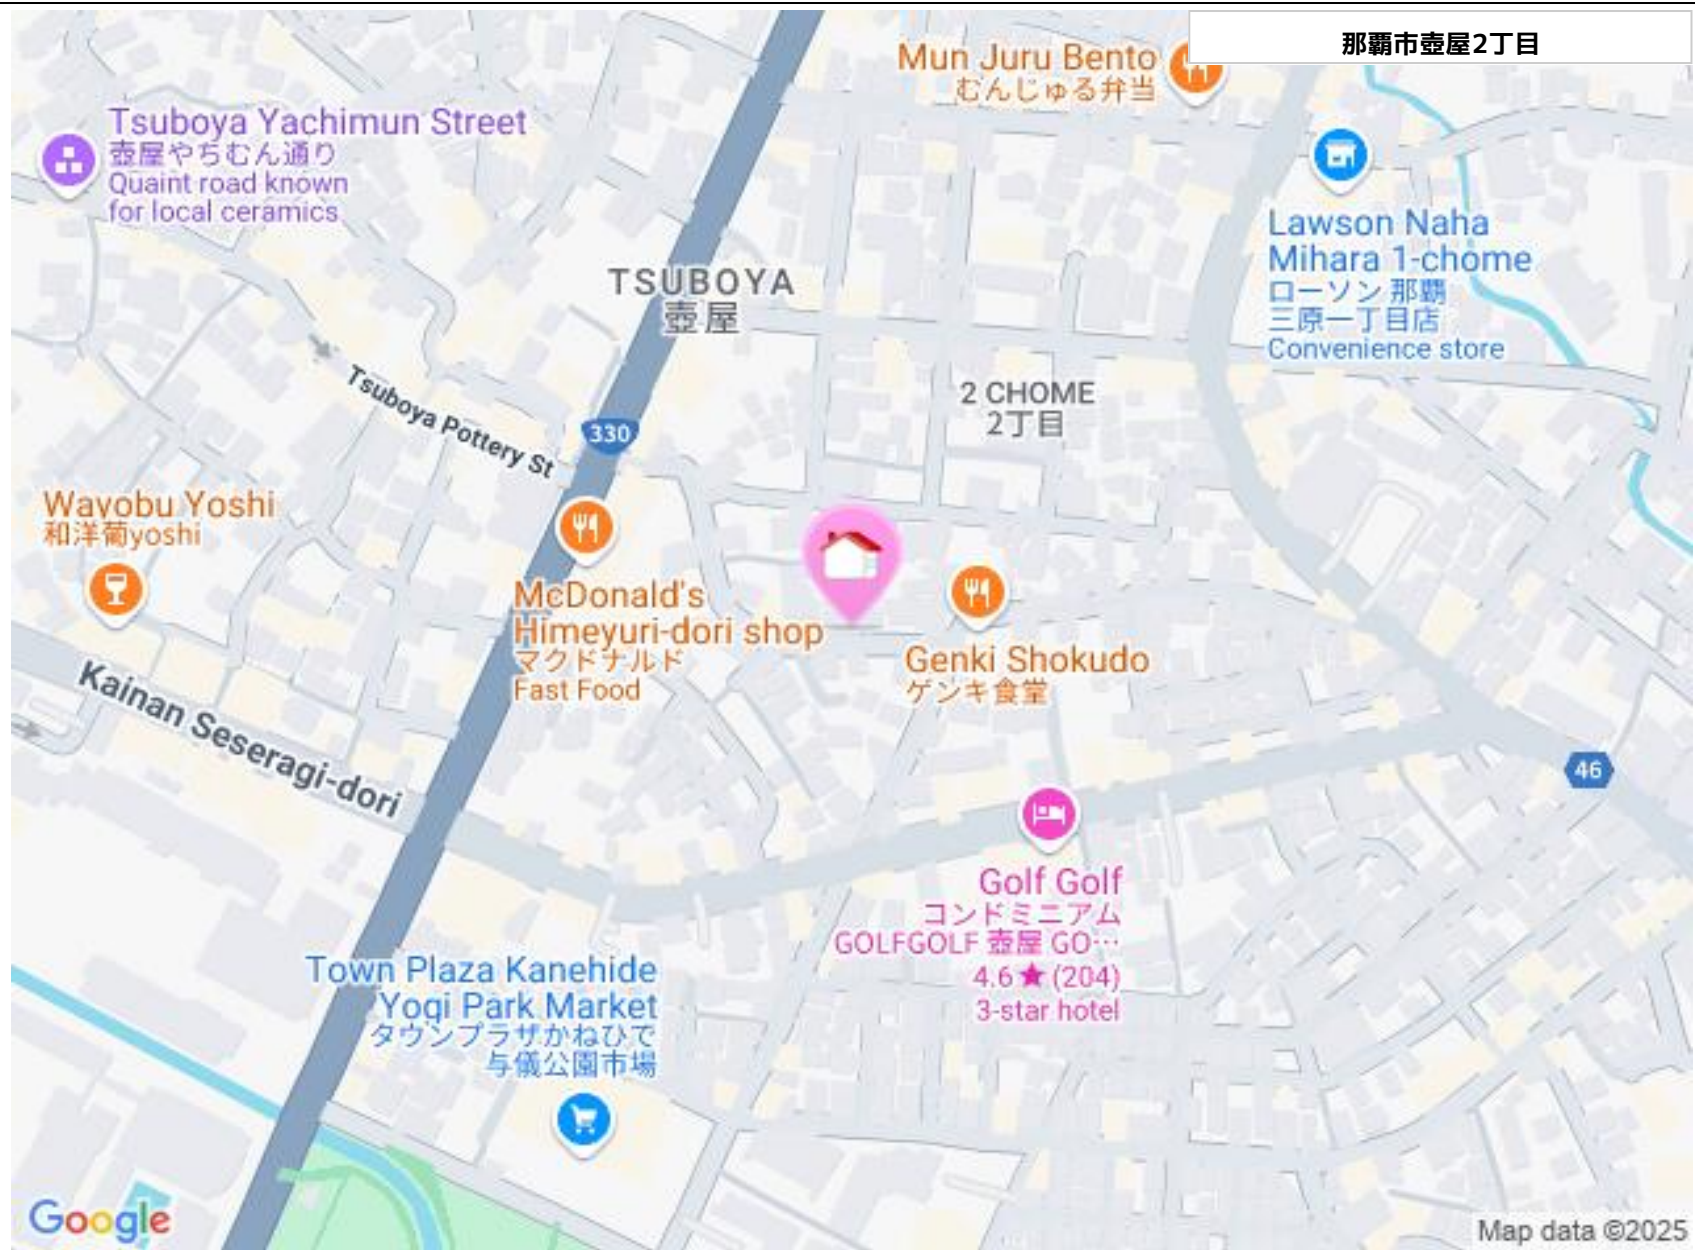 那覇市壺屋2丁目
Mun Juru Bento
むんじゅる弁当
Tsuboya Yachimun Street
壺屋やちむん通り
Quaint road known
for local ceramics
Lawson Naha
Mihara 1-chome
ローソン 那覇
三原一丁目店
Convenience store
TSUBOYA
壺屋
2 CHOME
2丁目
Tsuboya Pottery St
330
Wayobu Yoshi
和洋葡yoshi
McDonald's
Himeyuri-dori shop
マクドナルド
Fast Food
Genki Shokudo
ゲンキ食堂
Kainan Seseragi-dori
46
Golf Golf
コンドミニアム
GOLFGOLF 壺屋 GO…
4.6★(204)
3-star hotel
Town Plaza Kanehide
Yogi Park Market
タウンプラザかねひで
与儀公園市場
Google
Map data ©2025